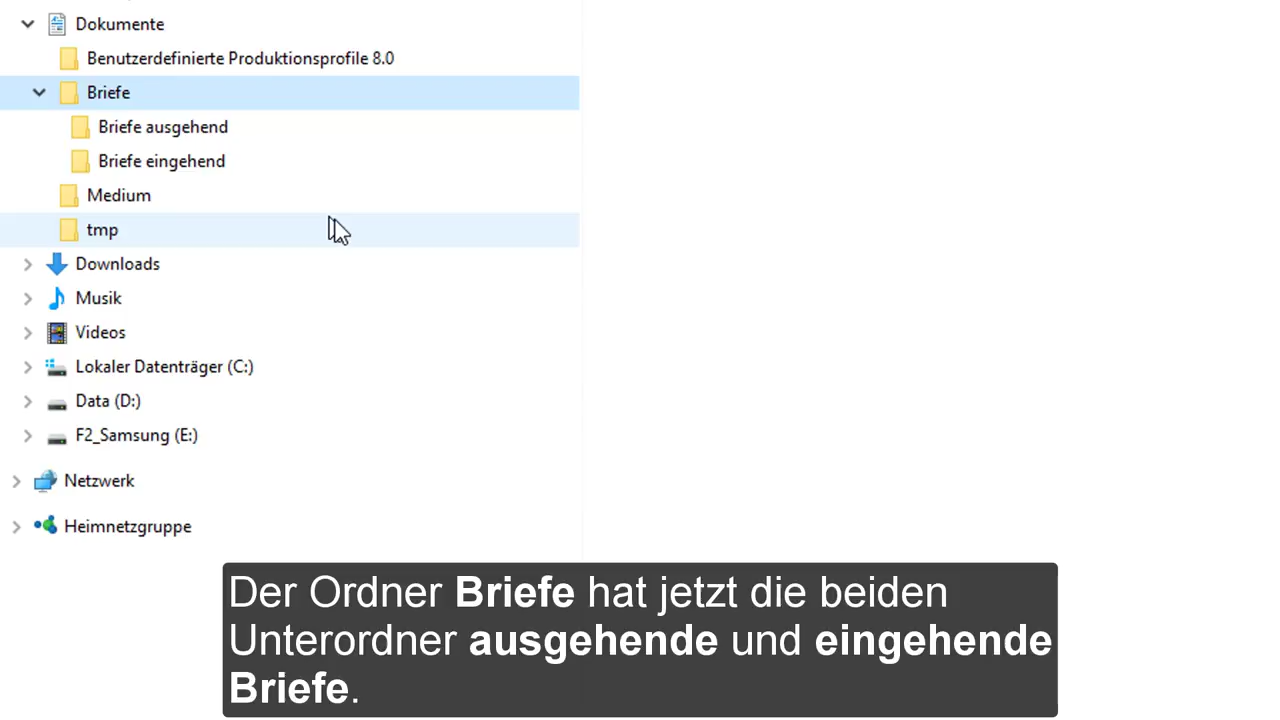 Dokumente
Benutzerdefinierte Produktionsprofile 8.0
Briefe
Briefe ausgehend
Briefe eingehend
Medium
tmp
Downloads
Musik
Videos
Lokaler Datenträger (C:)
Data (D:)
F2_Samsung (E:)
Netzwerk
Heimnetzgruppe
Der Ordner Briefe hat jetzt die beiden
Unterordner ausgehende und eingehende
Briefe.